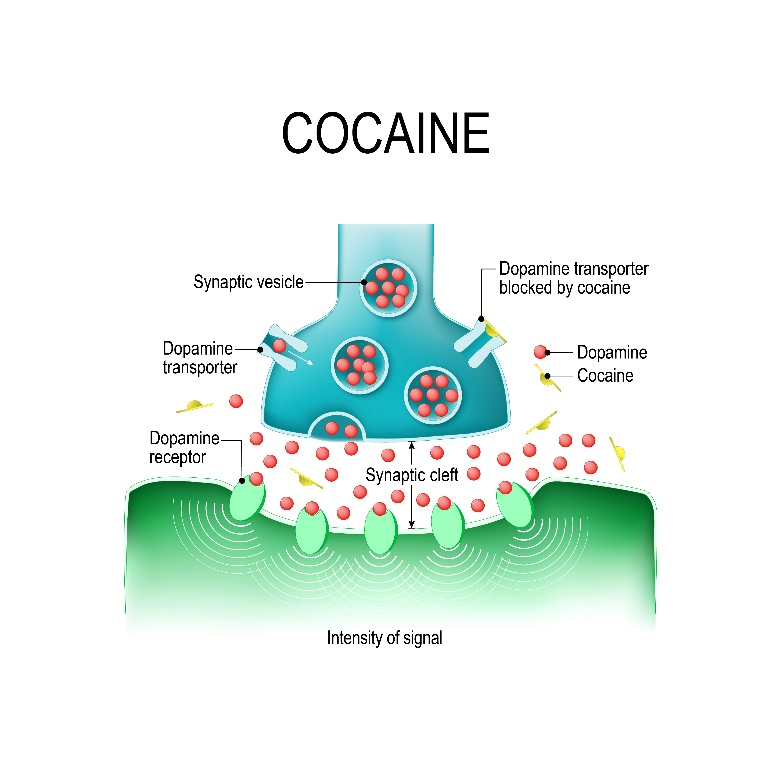 COCAINE
Synaptic vesicle
Dopamine transporter
blocked by cocaine
Dopamine
transporter
Dopamine
Cocaine
Dopamine
receptor
Synaptic cleft
Intensity of signal